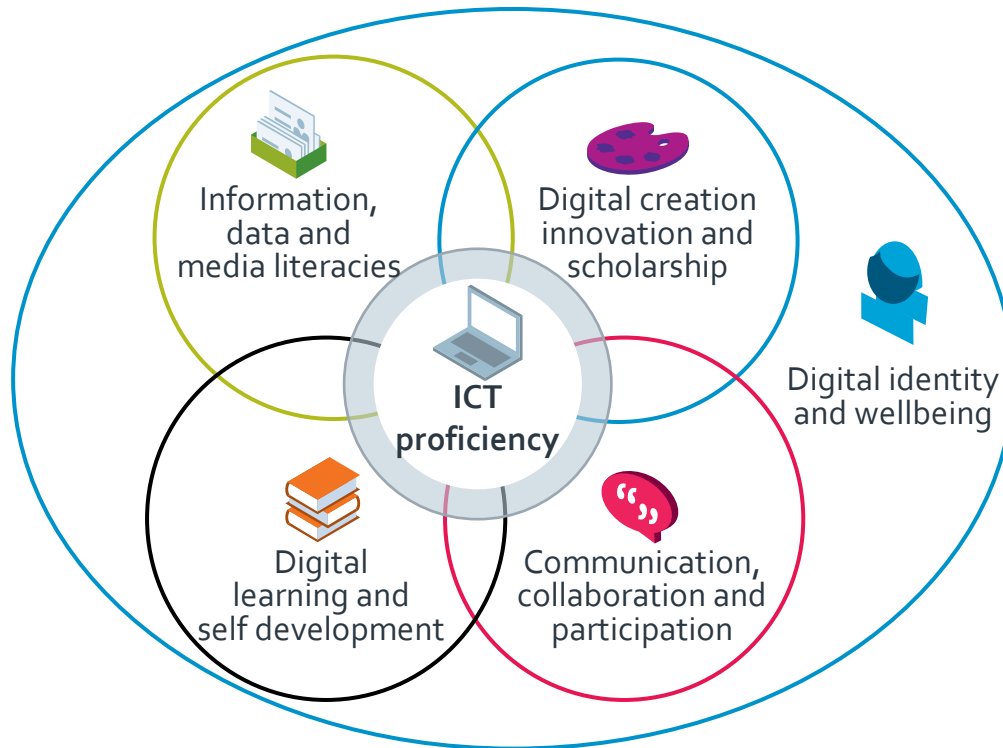 Information,
data and
media literacies
Digital creation
innovation and
scholarship
ICT
proficiency
Digital identity
and wellbeing
Digital
learning and
self development
Communication,
collaboration and
participation